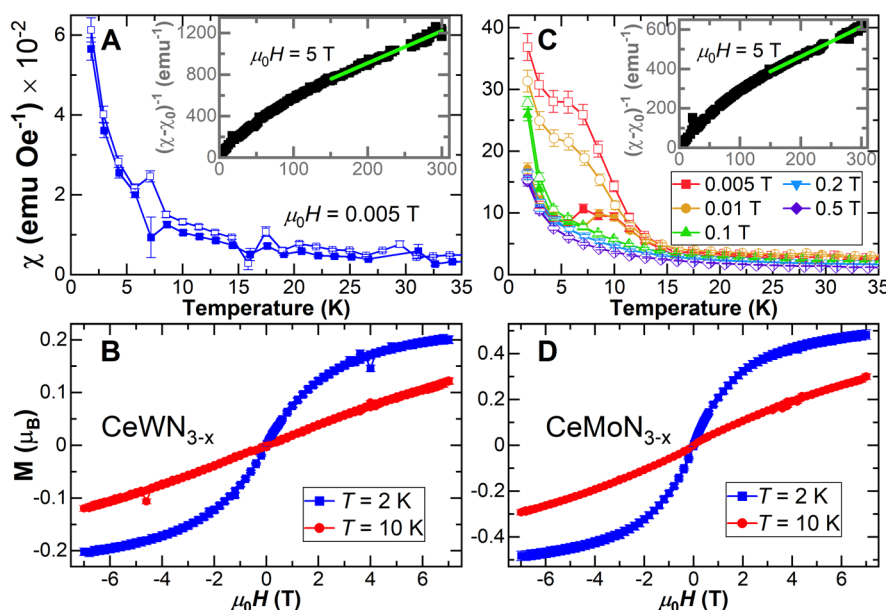 A
μ₀H = 5 T
(χ-χ₀)⁻¹ (emu⁻¹)
0
400
800
1200
0
100
200
300
μ₀H = 0.005 T
χ (emu Oe⁻¹) × 10⁻²
0
2
4
6
0
5
10
15
20
25
30
35
Temperature (K)
C
μ₀H = 5 T
(χ-χ₀)⁻¹ (emu⁻¹)
0
200
400
600
0
100
200
300
0.005 T
0.2 T
0.01 T
0.5 T
0.1 T
0
10
20
30
40
0
5
10
15
20
25
30
35
Temperature (K)
B
CeWN₃₋ₓ
T = 2 K
T = 10 K
M (μB)
0.2
0.1
0
-0.1
-0.2
-6
-4
-2
0
2
4
6
μ₀H (T)
D
CeMoN₃₋ₓ
T = 2 K
T = 10 K
0.4
0.2
0
-0.2
-0.4
-6
-4
-2
0
2
4
6
μ₀H (T)